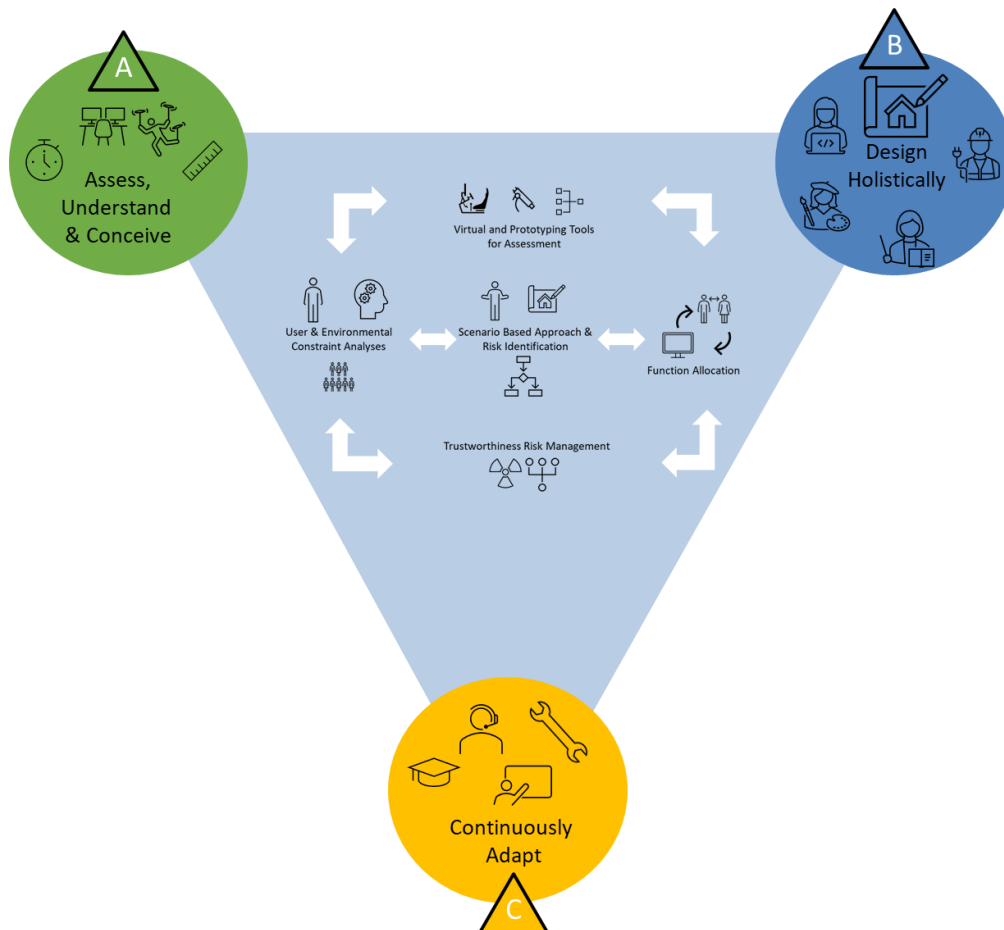 A
Assess,
Understand
& Conceive
B
</>
Design
Holistically
Virtual and Prototyping Tools
for Assessment
User & Environmental
Constraint Analyses
Scenario Based Approach &
Risk Identification
Function Allocation
Trustworthiness Risk Management
Continuously
Adapt
C